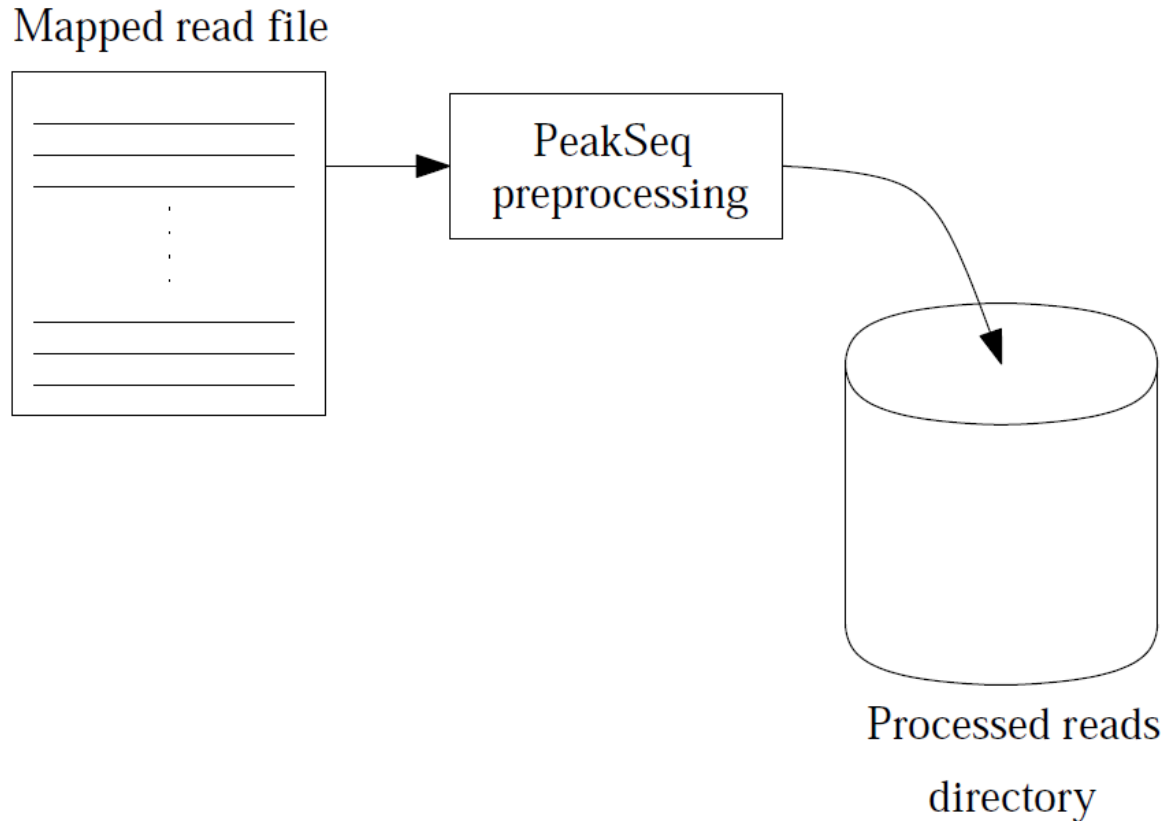 Mapped read file
PeakSeq
preprocessing
Processed reads
directory